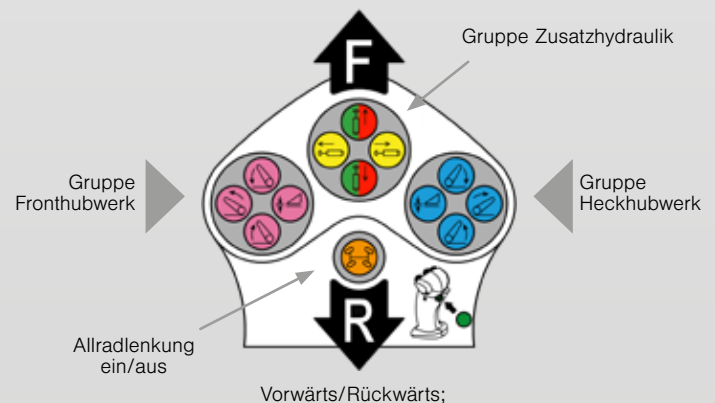 F
Gruppe Zusatzhydraulik
Gruppe
Fronthubwerk
Gruppe
Heckhubwerk
R
Allradlenkung
ein/aus
Vorwärts/Rückwärts;